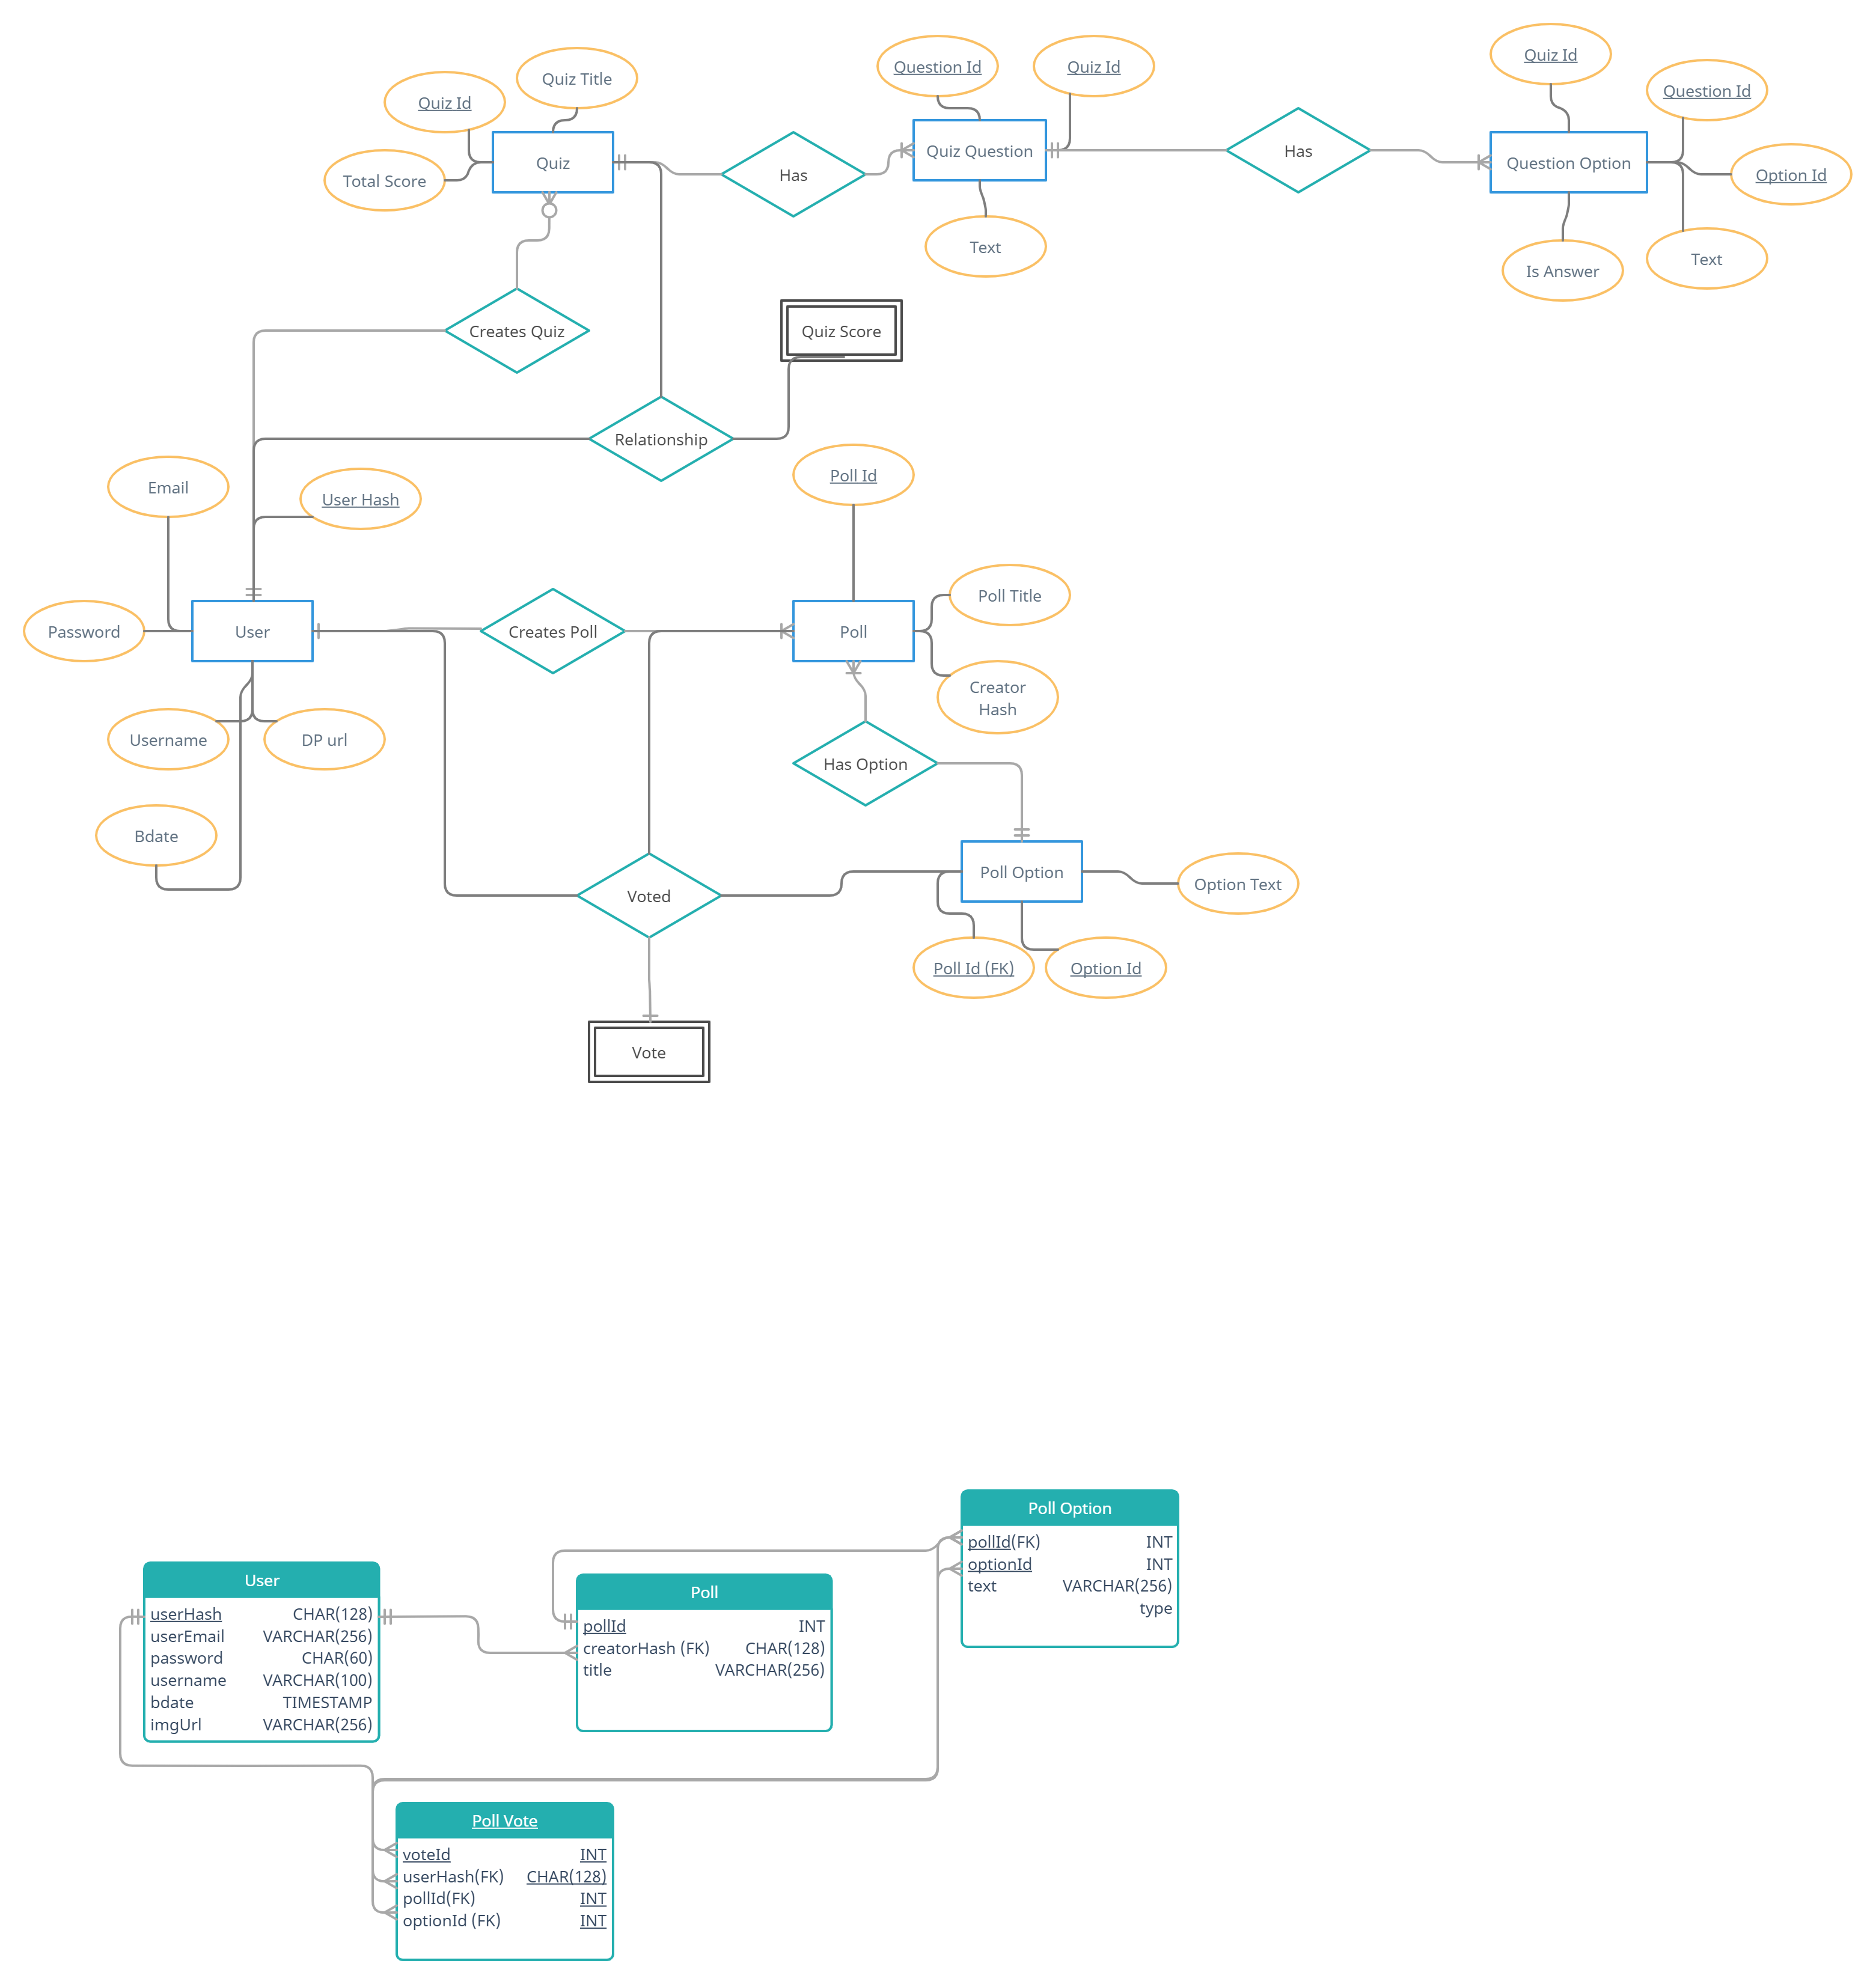 Quiz Id
Quiz Title
Total Score
Quiz
Has
Question Id
Quiz Id
Quiz Question
Text
Has
Quiz Id
Question Id
Question Option
Option Id
Is Answer
Text
Creates Quiz
Quiz Score
Relationship
Email
User Hash
Password
User
Username
DP url
Bdate
Creates Poll
Poll Id
Poll
Poll Title
Creator
Hash
Has Option
Voted
Poll Option
Option Text
Poll Id (FK)
Option Id
Vote
Poll Option
pollId(FK) INT
optionId INT
text VARCHAR(256)
type
User
userHash CHAR(128)
userEmail VARCHAR(256)
password CHAR(60)
username VARCHAR(100)
bdate TIMESTAMP
imgUrl VARCHAR(256)
Poll
pollId INT
creatorHash (FK) CHAR(128)
title VARCHAR(256)
Poll Vote
voteId INT
userHash(FK) CHAR(128)
pollId(FK) INT
optionId (FK) INT